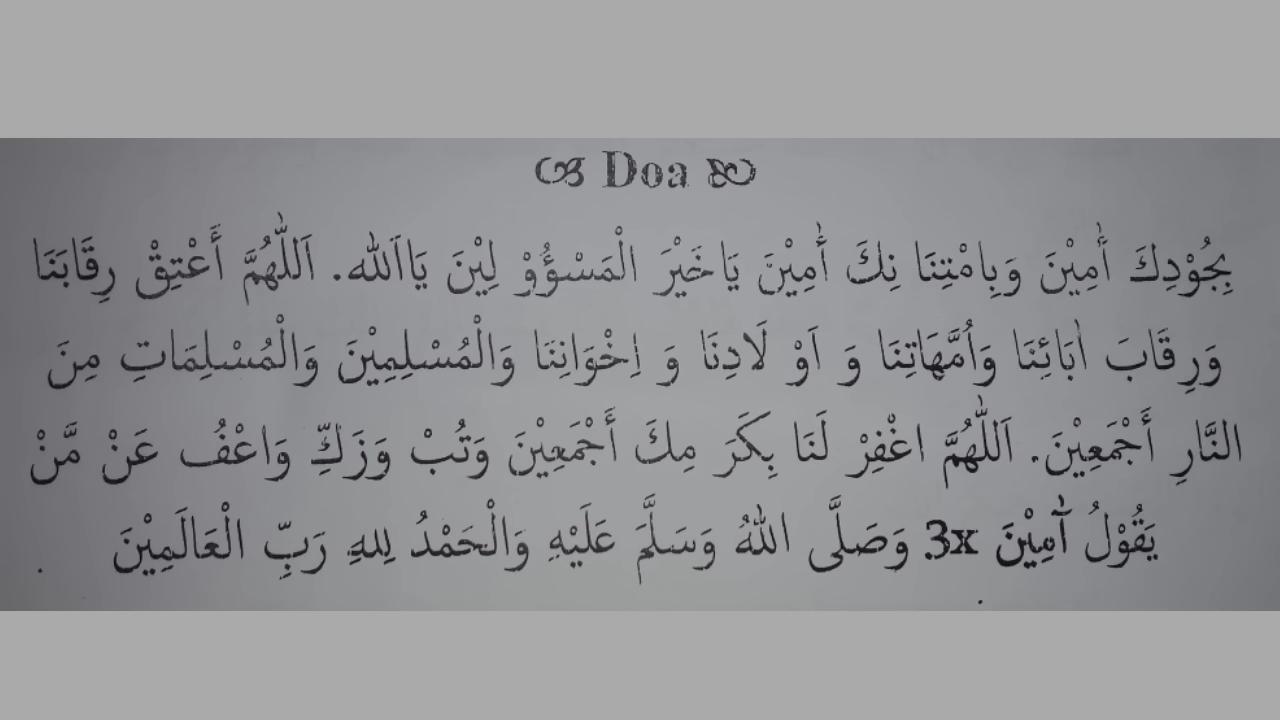 Doa
بِجُوْدِكَ أٰمِيْنَ وَبِامْتِنَا نِكَ أٰمِيْنَ يَاخَيْرَ الْمَسْؤُوْ لِيْنَ يَااَلله. اَللّٰهُمَّ أَعْتِقْ رِقَابَنَا
وَرِقَابَ اٰبَائِنَا وَاُمَّهَاتِنَا وَ اَوْ لَادِنَا وَ اِخْوَانِنَا وَالْمُسْلِمِيْنَ وَالْمُسْلِمَاتِ مِنَ
النَّارِ أَجْمَعِيْنَ. اَللّٰهُمَّ اغْفِرْ لَنَا بِكَرَ مِكَ أَجْمَعِيْنَ وَتُبْ وَزَكِّ وَاعْفُ عَنْ مَّنْ
يَقُوْلُ آمِيْنَ 3x وَصَلَّى اللهُ وَسَلَّمَ عَلَيْهِ وَالْحَمْدُ لِلهِ رَبِّ الْعَالَمِيْنَ